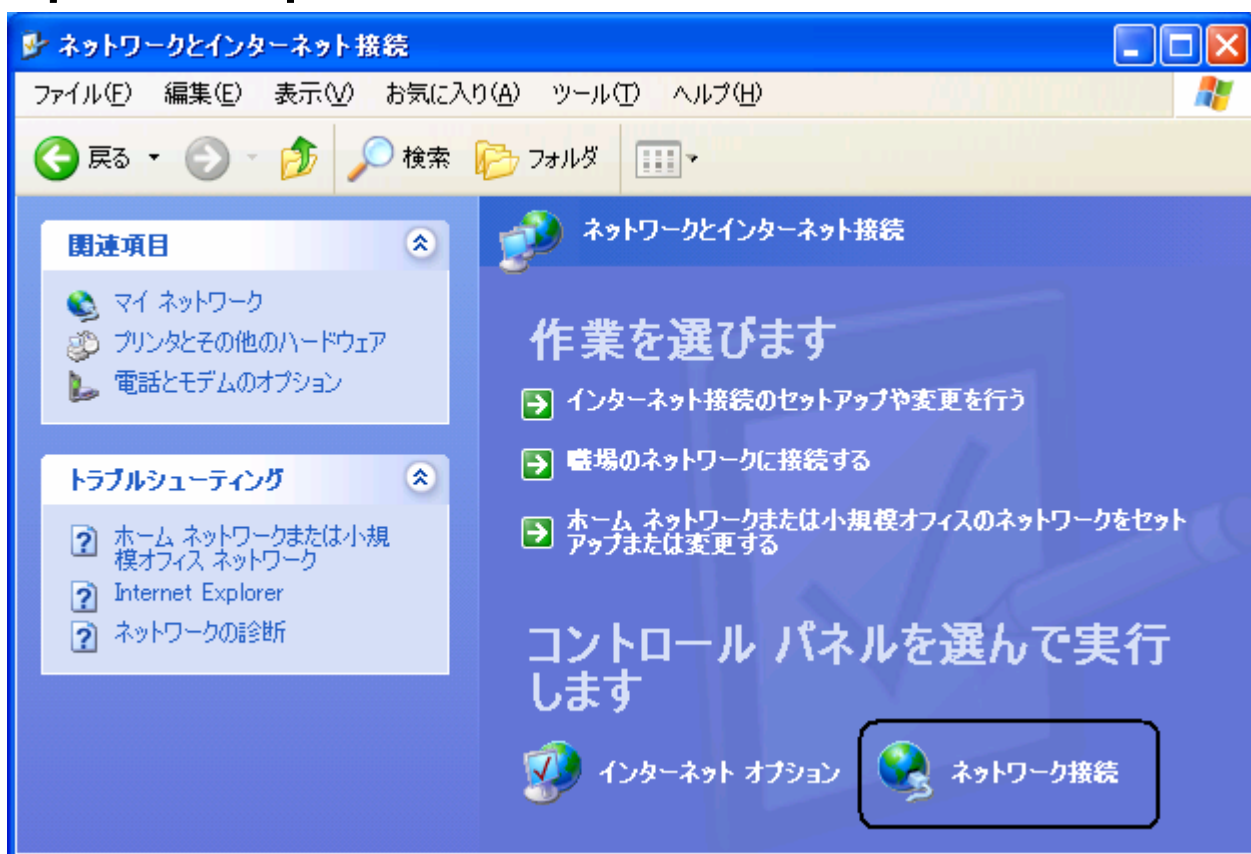 ネットワークとインターネット接続
ファイル(F) 編集(E) 表示(V) お気に入り(A) ツール(T) ヘルプ(H)
戻る 検索 フォルダ
関連項目
マイ ネットワーク
プリンタとその他のハードウェア
電話とモデムのオプション
トラブルシューティング
ホーム ネットワークまたは小規
模オフィス ネットワーク
Internet Explorer
ネットワークの診断
ネットワークとインターネット接続
作業を選びます
インターネット接続のセットアップや変更を行う
職場のネットワークに接続する
ホーム ネットワークまたは小規模オフィスのネットワークをセット
アップまたは変更する
コントロール パネルを選んで実行
します
インターネット オプション
ネットワーク接続